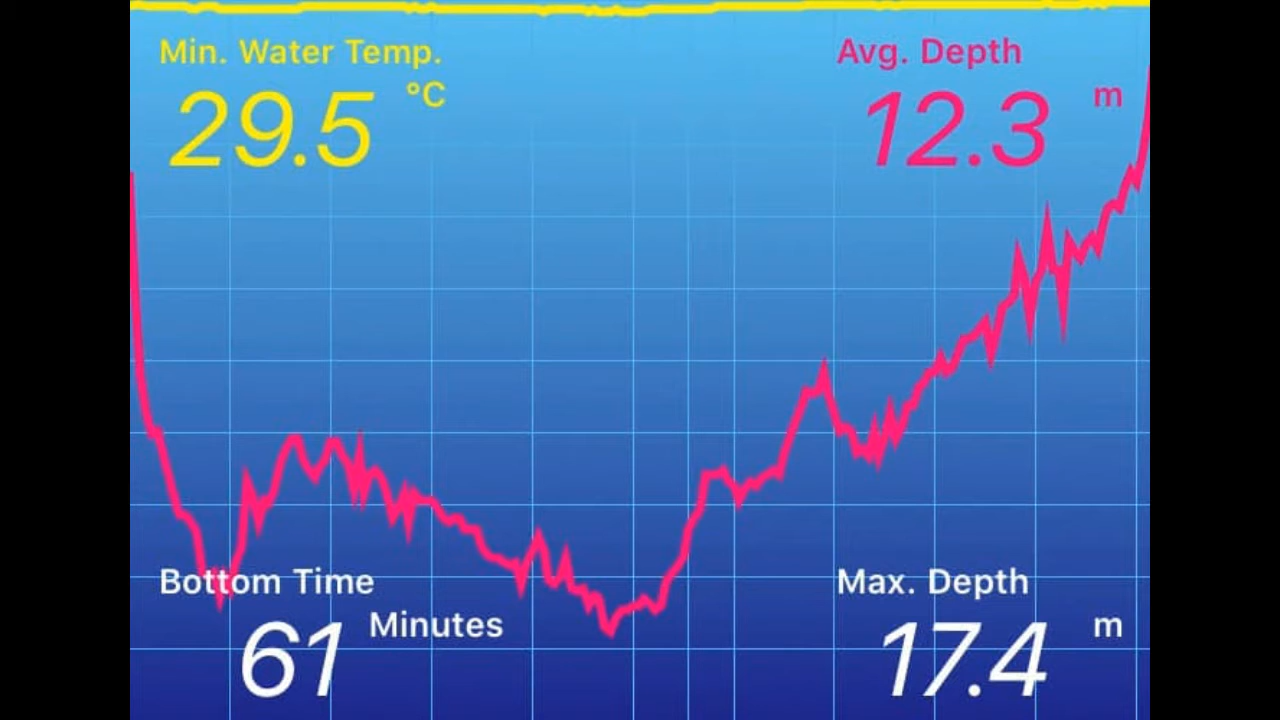 Min. Water Temp.
29.5 °C
Avg. Depth
12.3 m
Bottom Time
61 Minutes
Max. Depth
17.4 m